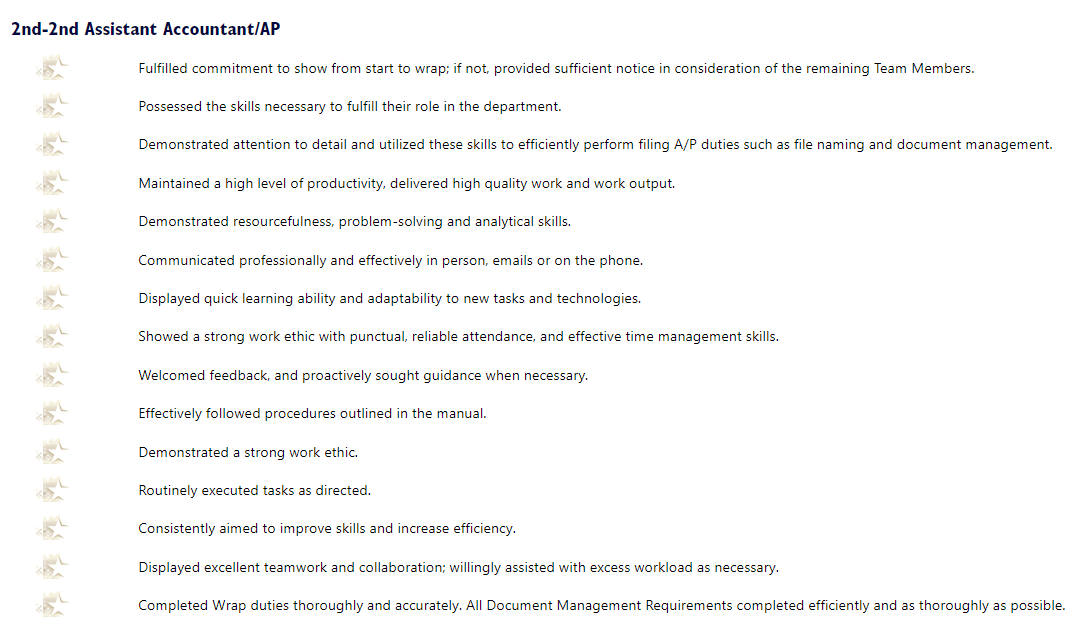 2nd-2nd Assistant Accountant/AP
Fulfilled commitment to show from start to wrap; if not, provided sufficient notice in consideration of the remaining Team Members.
Possessed the skills necessary to fulfill their role in the department.
Demonstrated attention to detail and utilized these skills to efficiently perform filing A/P duties such as file naming and document management.
Maintained a high level of productivity, delivered high quality work and work output.
Demonstrated resourcefulness, problem-solving and analytical skills.
Communicated professionally and effectively in person, emails or on the phone.
Displayed quick learning ability and adaptability to new tasks and technologies.
Showed a strong work ethic with punctual, reliable attendance, and effective time management skills.
Welcomed feedback, and proactively sought guidance when necessary.
Effectively followed procedures outlined in the manual.
Demonstrated a strong work ethic.
Routinely executed tasks as directed.
Consistently aimed to improve skills and increase efficiency.
Displayed excellent teamwork and collaboration; willingly assisted with excess workload as necessary.
Completed Wrap duties thoroughly and accurately. All Document Management Requirements completed efficiently and as thoroughly as possible.